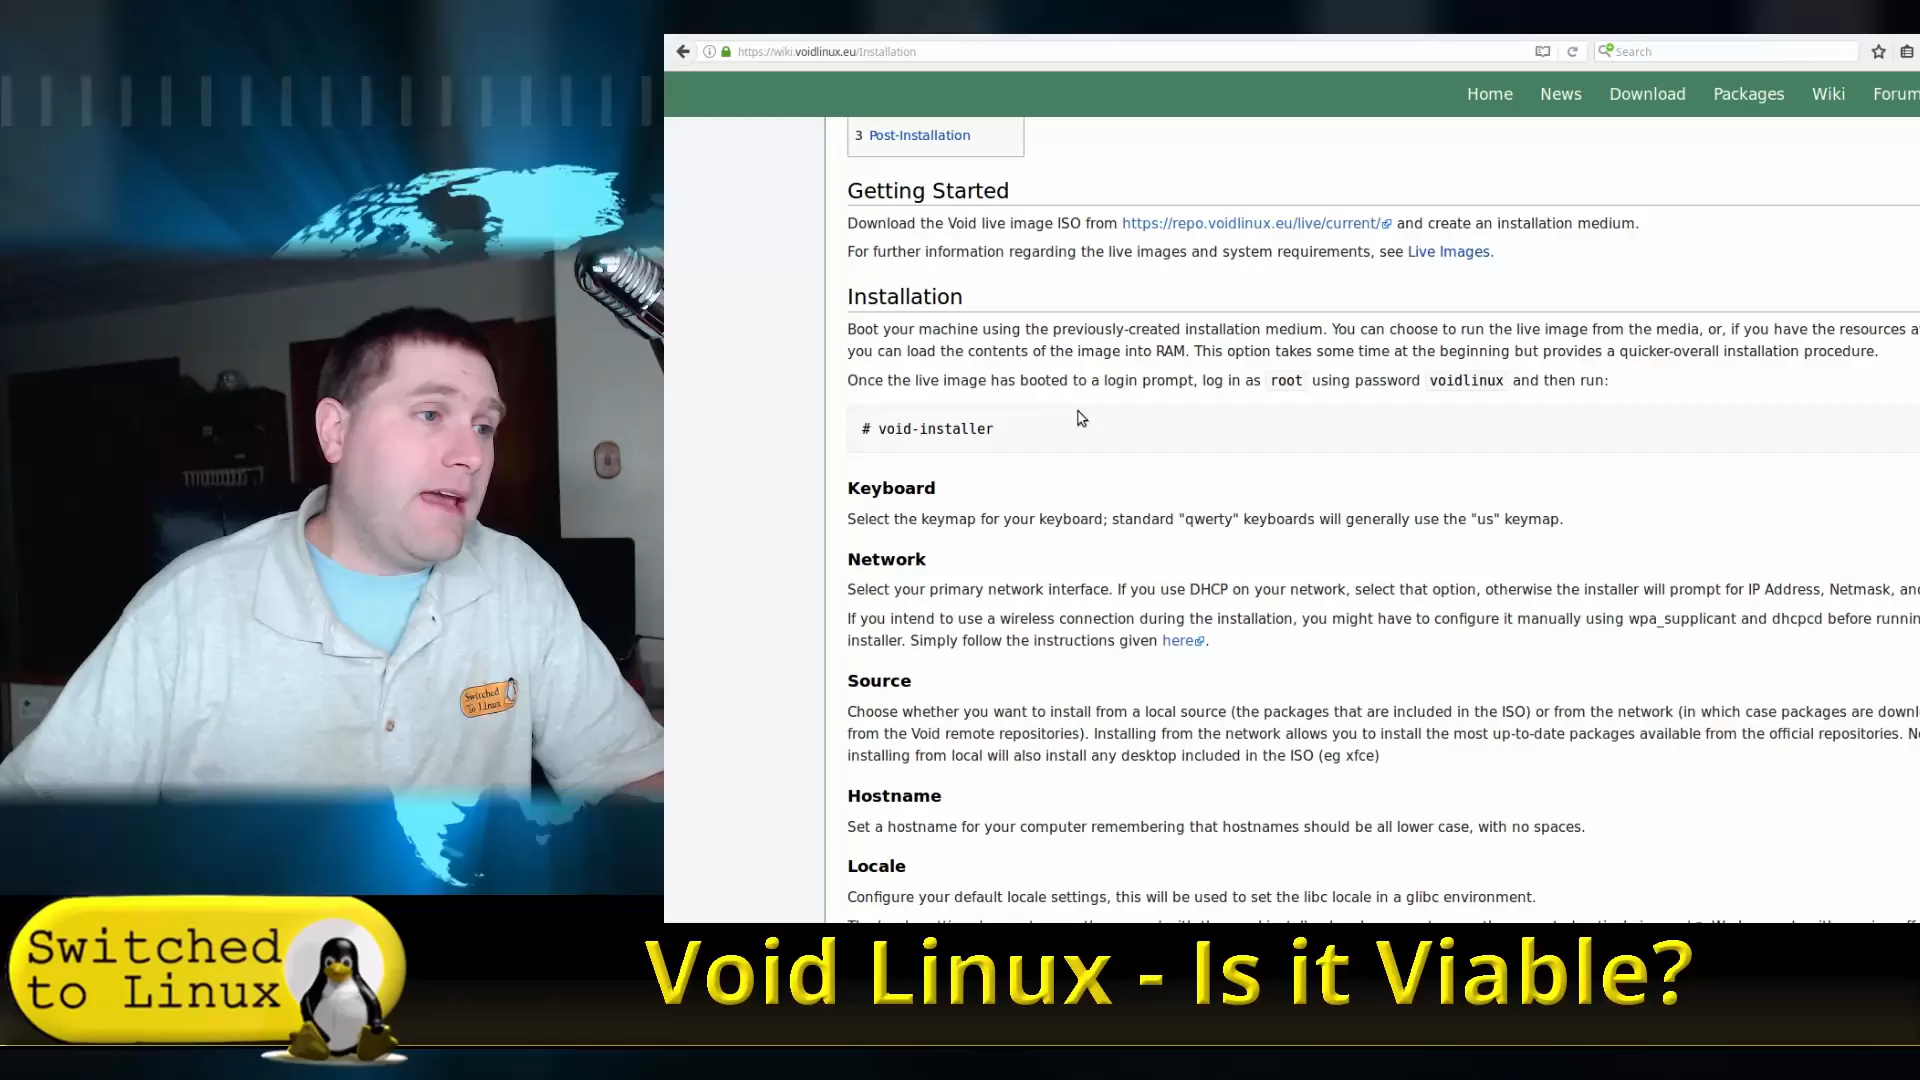 https://wiki.voidlinux.eu/Installation
Search
Home News Download Packages Wiki Forum
3 Post-Installation
Getting Started
Download the Void live image ISO from https://repo.voidlinux.eu/live/current/ and create an installation medium.
For further information regarding the live images and system requirements, see Live Images.
Installation
Boot your machine using the previously-created installation medium. You can choose to run the live image from the media, or, if you have the resources
you can load the contents of the image into RAM. This option takes some time at the beginning but provides a quicker-overall installation procedure.
Once the live image has booted to a login prompt, log in as root using password voidlinux and then run:
# void-installer
Keyboard
Select the keymap for your keyboard; standard "qwerty" keyboards will generally use the "us" keymap.
Network
Select your primary network interface. If you use DHCP on your network, select that option, otherwise the installer will prompt for IP Address, Netmask, and
If you intend to use a wireless connection during the installation, you might have to configure it manually using wpa_supplicant and dhcpcd before runnin
installer. Simply follow the instructions given here.
Source
Choose whether you want to install from a local source (the packages that are included in the ISO) or from the network (in which case packages are downl
from the Void remote repositories). Installing from the network allows you to install the most up-to-date packages available from the official repositories. N
installing from local will also install any desktop included in the ISO (eg xfce)
Hostname
Set a hostname for your computer remembering that hostnames should be all lower case, with no spaces.
Locale
Configure your default locale settings, this will be used to set the libc locale in a glibc environment.
Switched
To Linux
Switched
to Linux
Void Linux - Is it Viable?